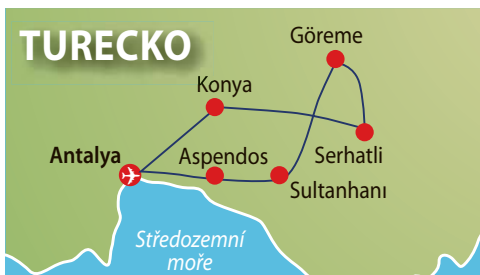 TURECKO
Göreme
Konya
Antalya
Aspendos
Serhatli
Sultanhanı
Středozemní
moře